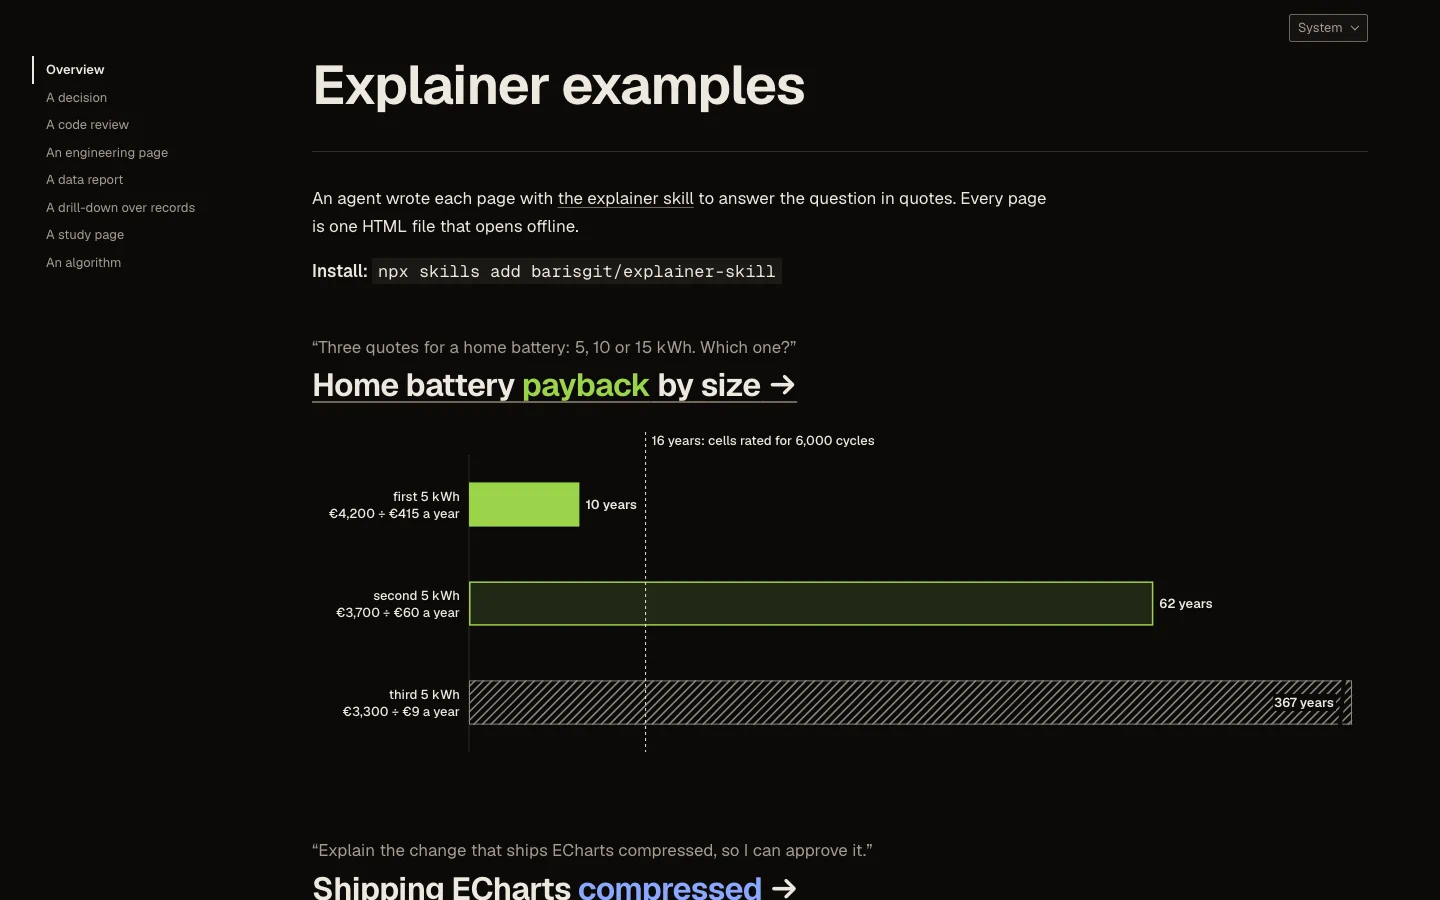 System
Overview
A decision
A code review
An engineering page
A data report
A drill-down over records
A study page
An algorithm
Explainer examples
An agent wrote each page with the explainer skill to answer the question in quotes. Every page
is one HTML file that opens offline.
Install: npx skills add barisgit/explainer-skill
“Three quotes for a home battery: 5, 10 or 15 kWh. Which one?”
Home battery payback by size →
16 years: cells rated for 6,000 cycles
first 5 kWh
€4,200 ÷ €415 a year
10 years
second 5 kWh
€3,700 ÷ €60 a year
62 years
third 5 kWh
€3,300 ÷ €9 a year
367 years
“Explain the change that ships ECharts compressed, so I can approve it.”
Shipping ECharts compressed →